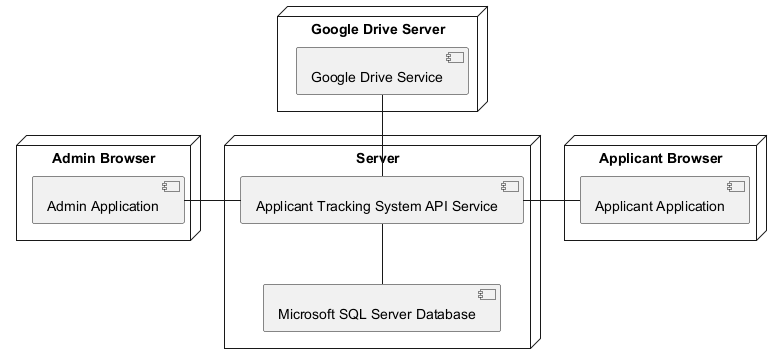 Google Drive Server
Google Drive Service
Admin Browser
Server
Applicant Browser
Admin Application
Applicant Tracking System API Service
Applicant Application
Microsoft SQL Server Database